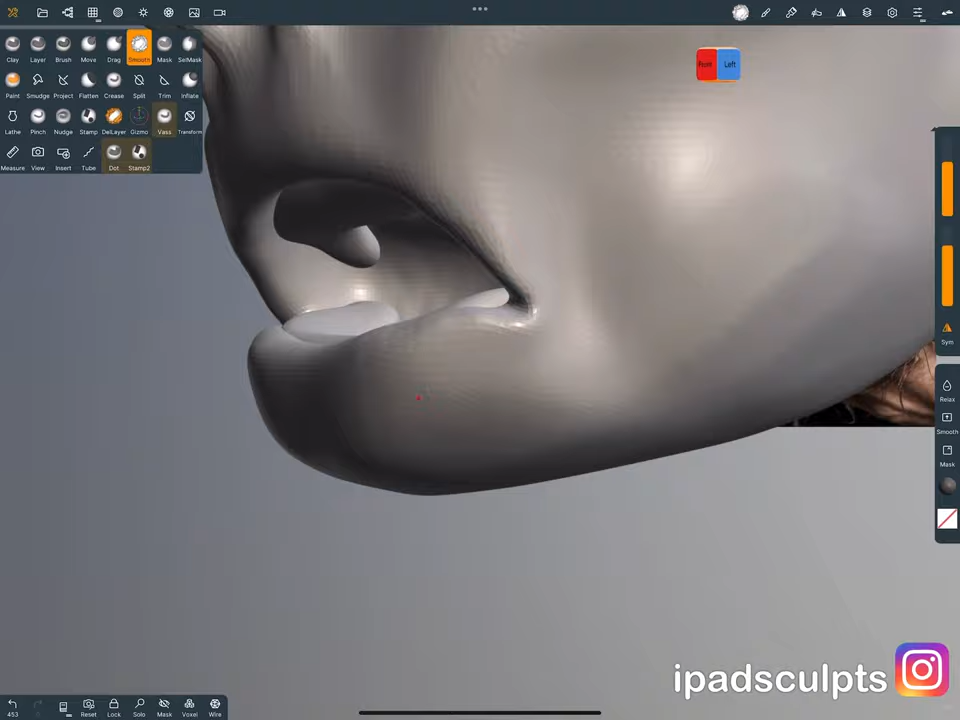 Clay Layer Brush Move Drag Smooth Mask SelMask
Paint Smudge Project Flatten Crease Split Trim Inflate
Lathe Pinch Nudge Stamp DelLayer Gizmo Vass Transform
Measure View Insert Tube Dot Stamp2
Left
Sym
Relax
Smooth
Mask
ipadsculpts
453 Reset Lock Solo Mask Voxel Wire